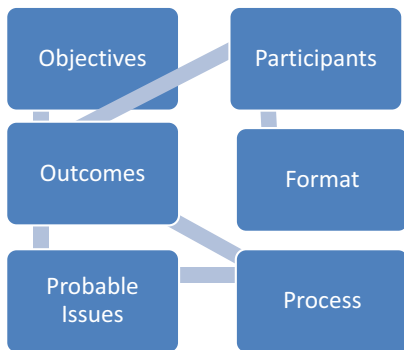 Objectives
Participants
Outcomes
Format
Probable
Issues
Process